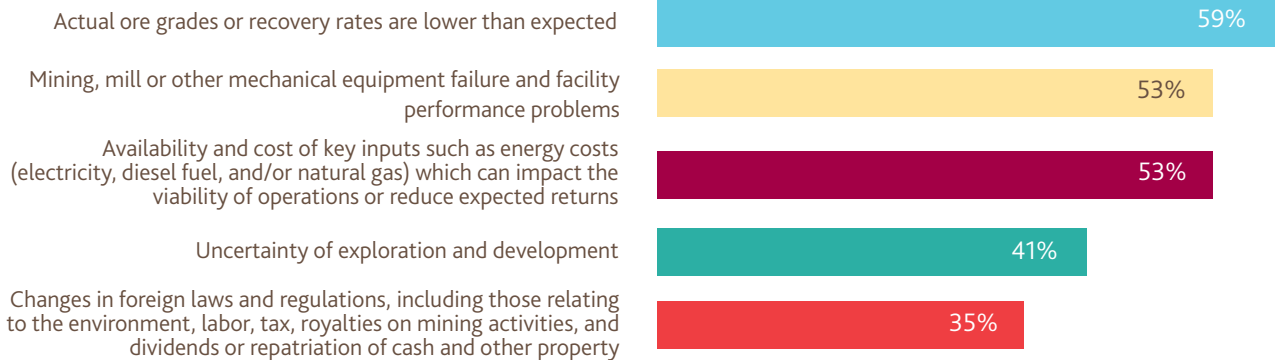 Actual ore grades or recovery rates are lower than expected
59%
Mining, mill or other mechanical equipment failure and facility
performance problems
53%
Availability and cost of key inputs such as energy costs
(electricity, diesel fuel, and/or natural gas) which can impact the
viability of operations or reduce expected returns
53%
Uncertainty of exploration and development
41%
Changes in foreign laws and regulations, including those relating
to the environment, labor, tax, royalties on mining activities, and
dividends or repatriation of cash and other property
35%